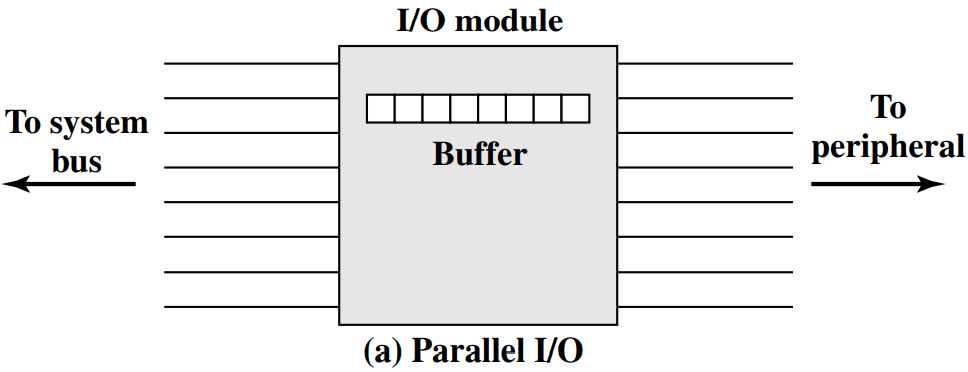 I/O module
To system
bus
Buffer
To
peripheral
(a) Parallel I/O